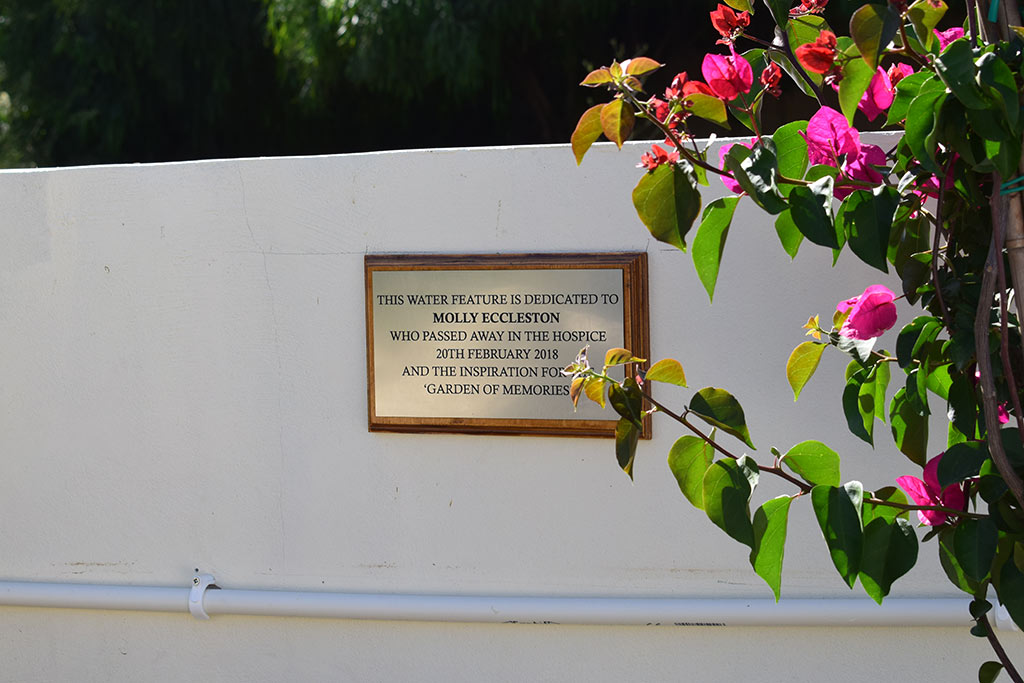 THIS WATER FEATURE IS DEDICATED TO
MOLLY ECCLESTON
WHO PASSED AWAY IN THE HOSPICE
20TH FEBRUARY 2018
AND THE INSPIRATION FOR
'GARDEN OF MEMORIES